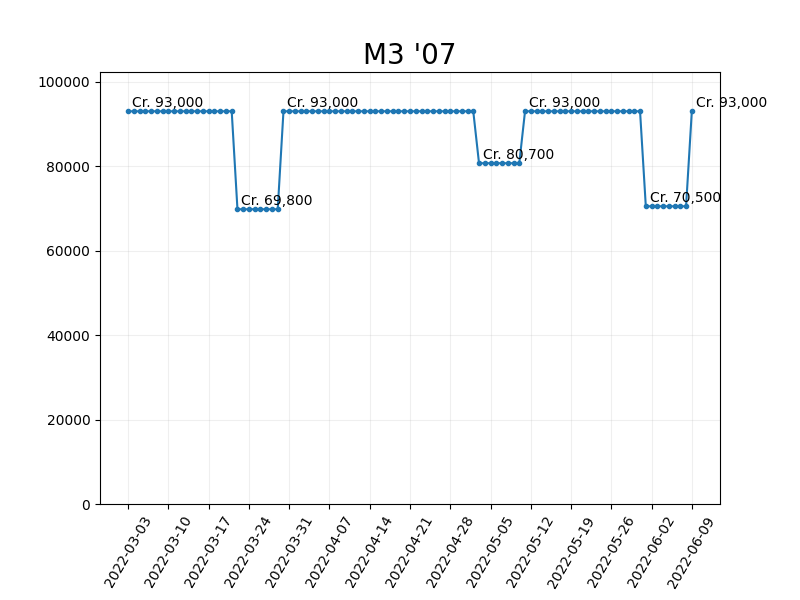 M3 '07
100000
80000
60000
40000
20000
0
Cr. 93,000
Cr. 69,800
Cr. 93,000
Cr. 80,700
Cr. 93,000
Cr. 70,500
Cr. 93,000
2022-03-03
2022-03-10
2022-03-17
2022-03-24
2022-03-31
2022-04-07
2022-04-14
2022-04-21
2022-04-28
2022-05-05
2022-05-12
2022-05-19
2022-05-26
2022-06-02
2022-06-09